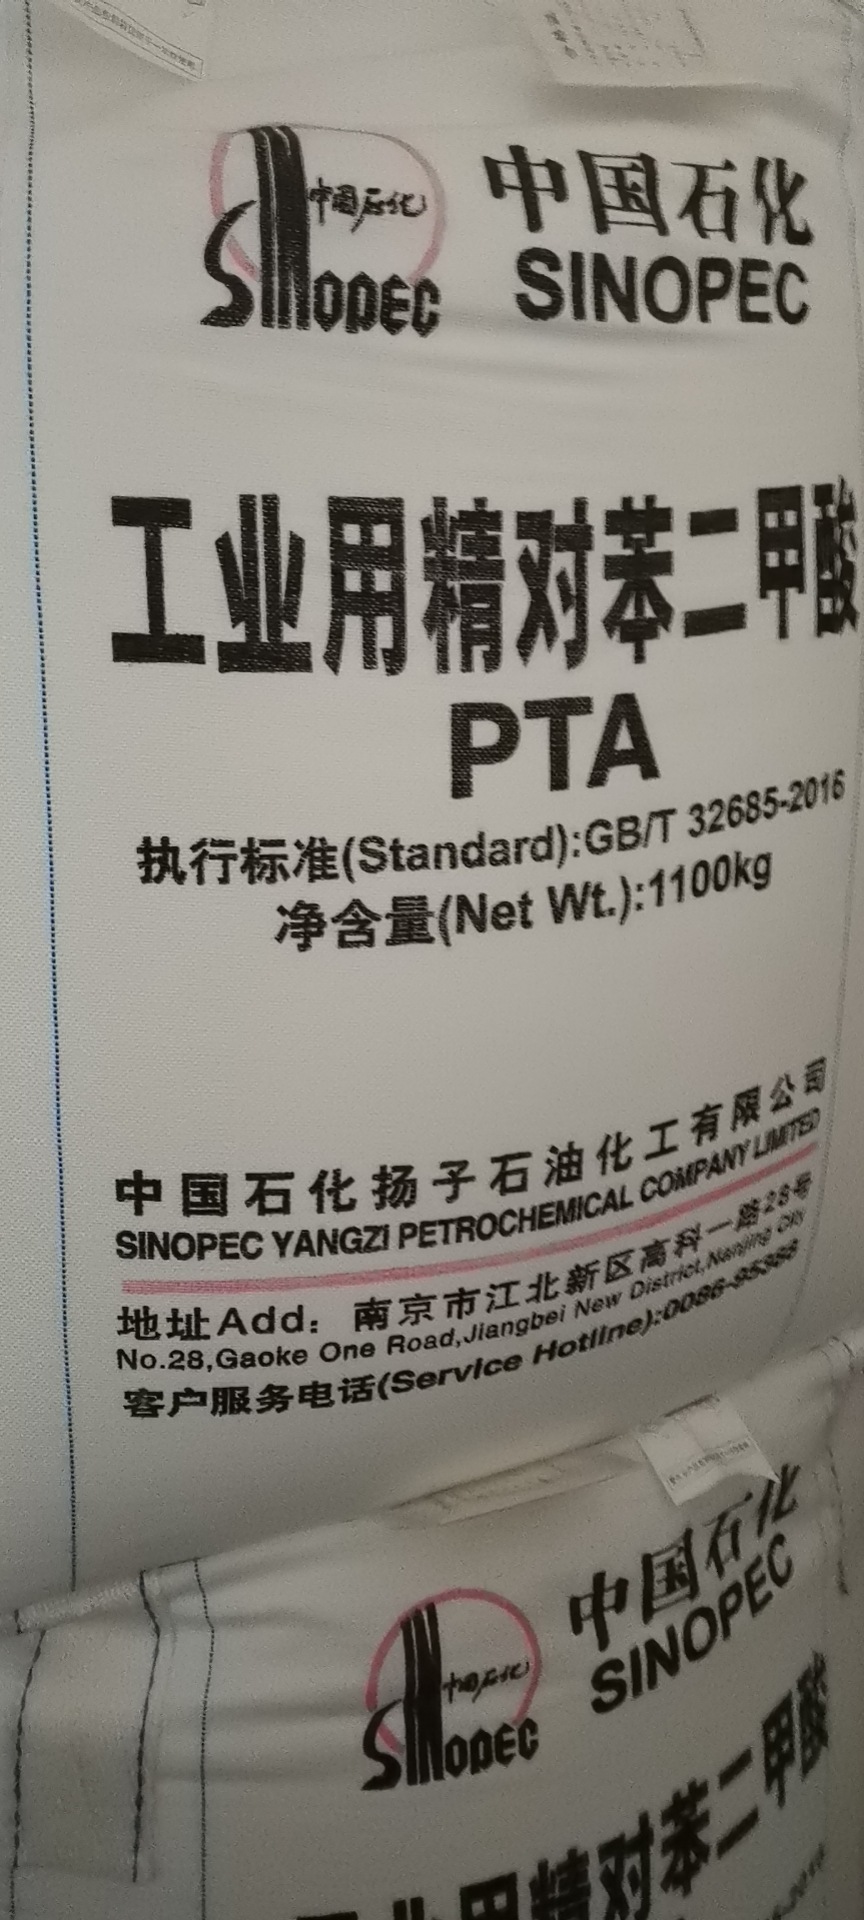 中国石化
SINOPEC
中国石化
SINOPEC
工业用精对苯二甲酸
PTA
执行标准(Standard):GB/T 32685-2016
净含量(Net Wt.):1100kg
中国石化扬子石油化工有限公司
SINOPEC YANGZI PETROCHEMICAL COMPANY LIMITED
地址Add: 南京市江北新区高科一路28号
No.28,Gaoke One Road,Jiangbei New District,Nanjing City
客户服务电话(Service Hotline):0086-95388
中国石化
SINOPEC
中国石化
SINOPEC
工业用精对苯二甲酸